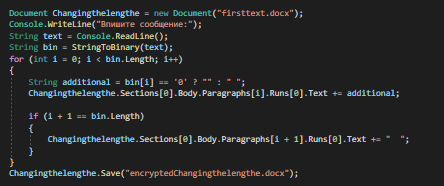 Document Changingthelengthe = new Document("firsttext.docx");
Console.WriteLine("Впишите сообщение:");
String text = Console.ReadLine();
String bin = StringToBinary(text);
for (int i = 0; i < bin.Length; i++)
{
String additional = bin[i] == '0' ? "" : " ";
Changingthelengthe.Sections[0].Body.Paragraphs[i].Runs[0].Text += additional;
if (i + 1 == bin.Length)
{
Changingthelengthe.Sections[0].Body.Paragraphs[i + 1].Runs[0].Text += "  ";
}
}
Changingthelengthe.Save("encryptedChangingthelengthe.docx");